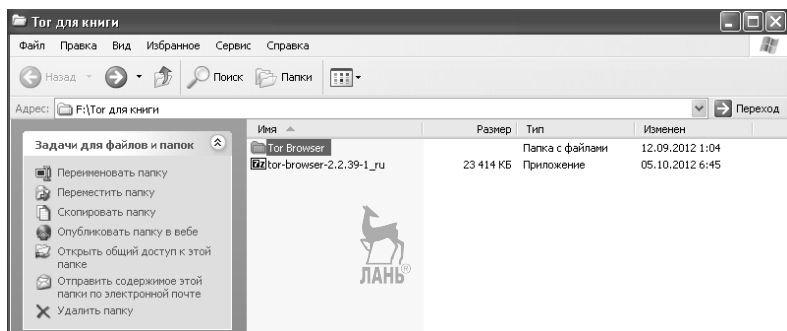 Tor для книги
Файл Правка Вид Избранное Сервис Справка
Назад Поиск Папки
Адрес: F:\Tor для книги Переход
Задачи для файлов и папок
Переименовать папку
Переместить папку
Скопировать папку
Опубликовать папку в вебе
Открыть общий доступ к этой
папке
Отправить содержимое этой
папки по электронной почте
Удалить папку
Имя Размер Тип Изменен
Tor Browser Папка с файлами 12.09.2012 1:04
tor-browser-2.2.39-1_ru 23 414 КБ Приложение 05.10.2012 6:45
ЛАНЬ®